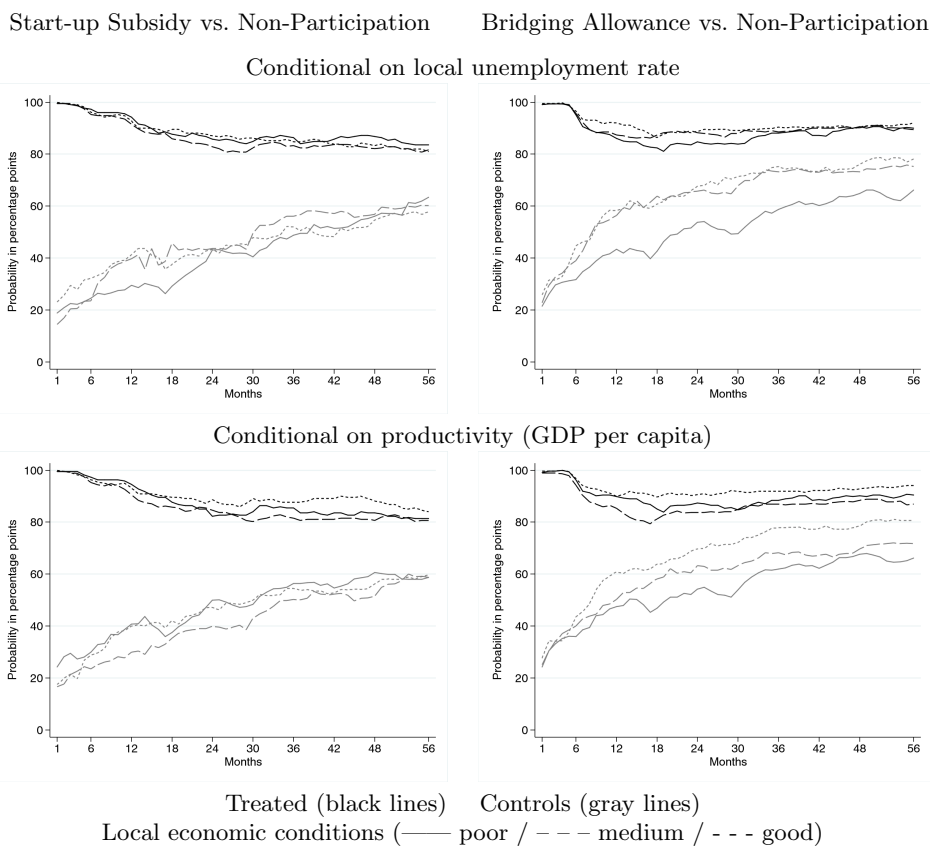 Start-up Subsidy vs. Non-Participation Bridging Allowance vs. Non-Participation
Conditional on local unemployment rate
Probability in percentage points
100
80
60
40
20
0
1 6 12 18 24 30 36 42 48 56
Months
Probability in percentage points
100
80
60
40
20
0
1 6 12 18 24 30 36 42 48 56
Months
Conditional on productivity (GDP per capita)
Probability in percentage points
100
80
60
40
20
0
1 6 12 18 24 30 36 42 48 56
Months
Probability in percentage points
100
80
60
40
20
0
1 6 12 18 24 30 36 42 48 56
Months
Treated (black lines) Controls (gray lines)
Local economic conditions (—— poor / – – – medium / - - - good)